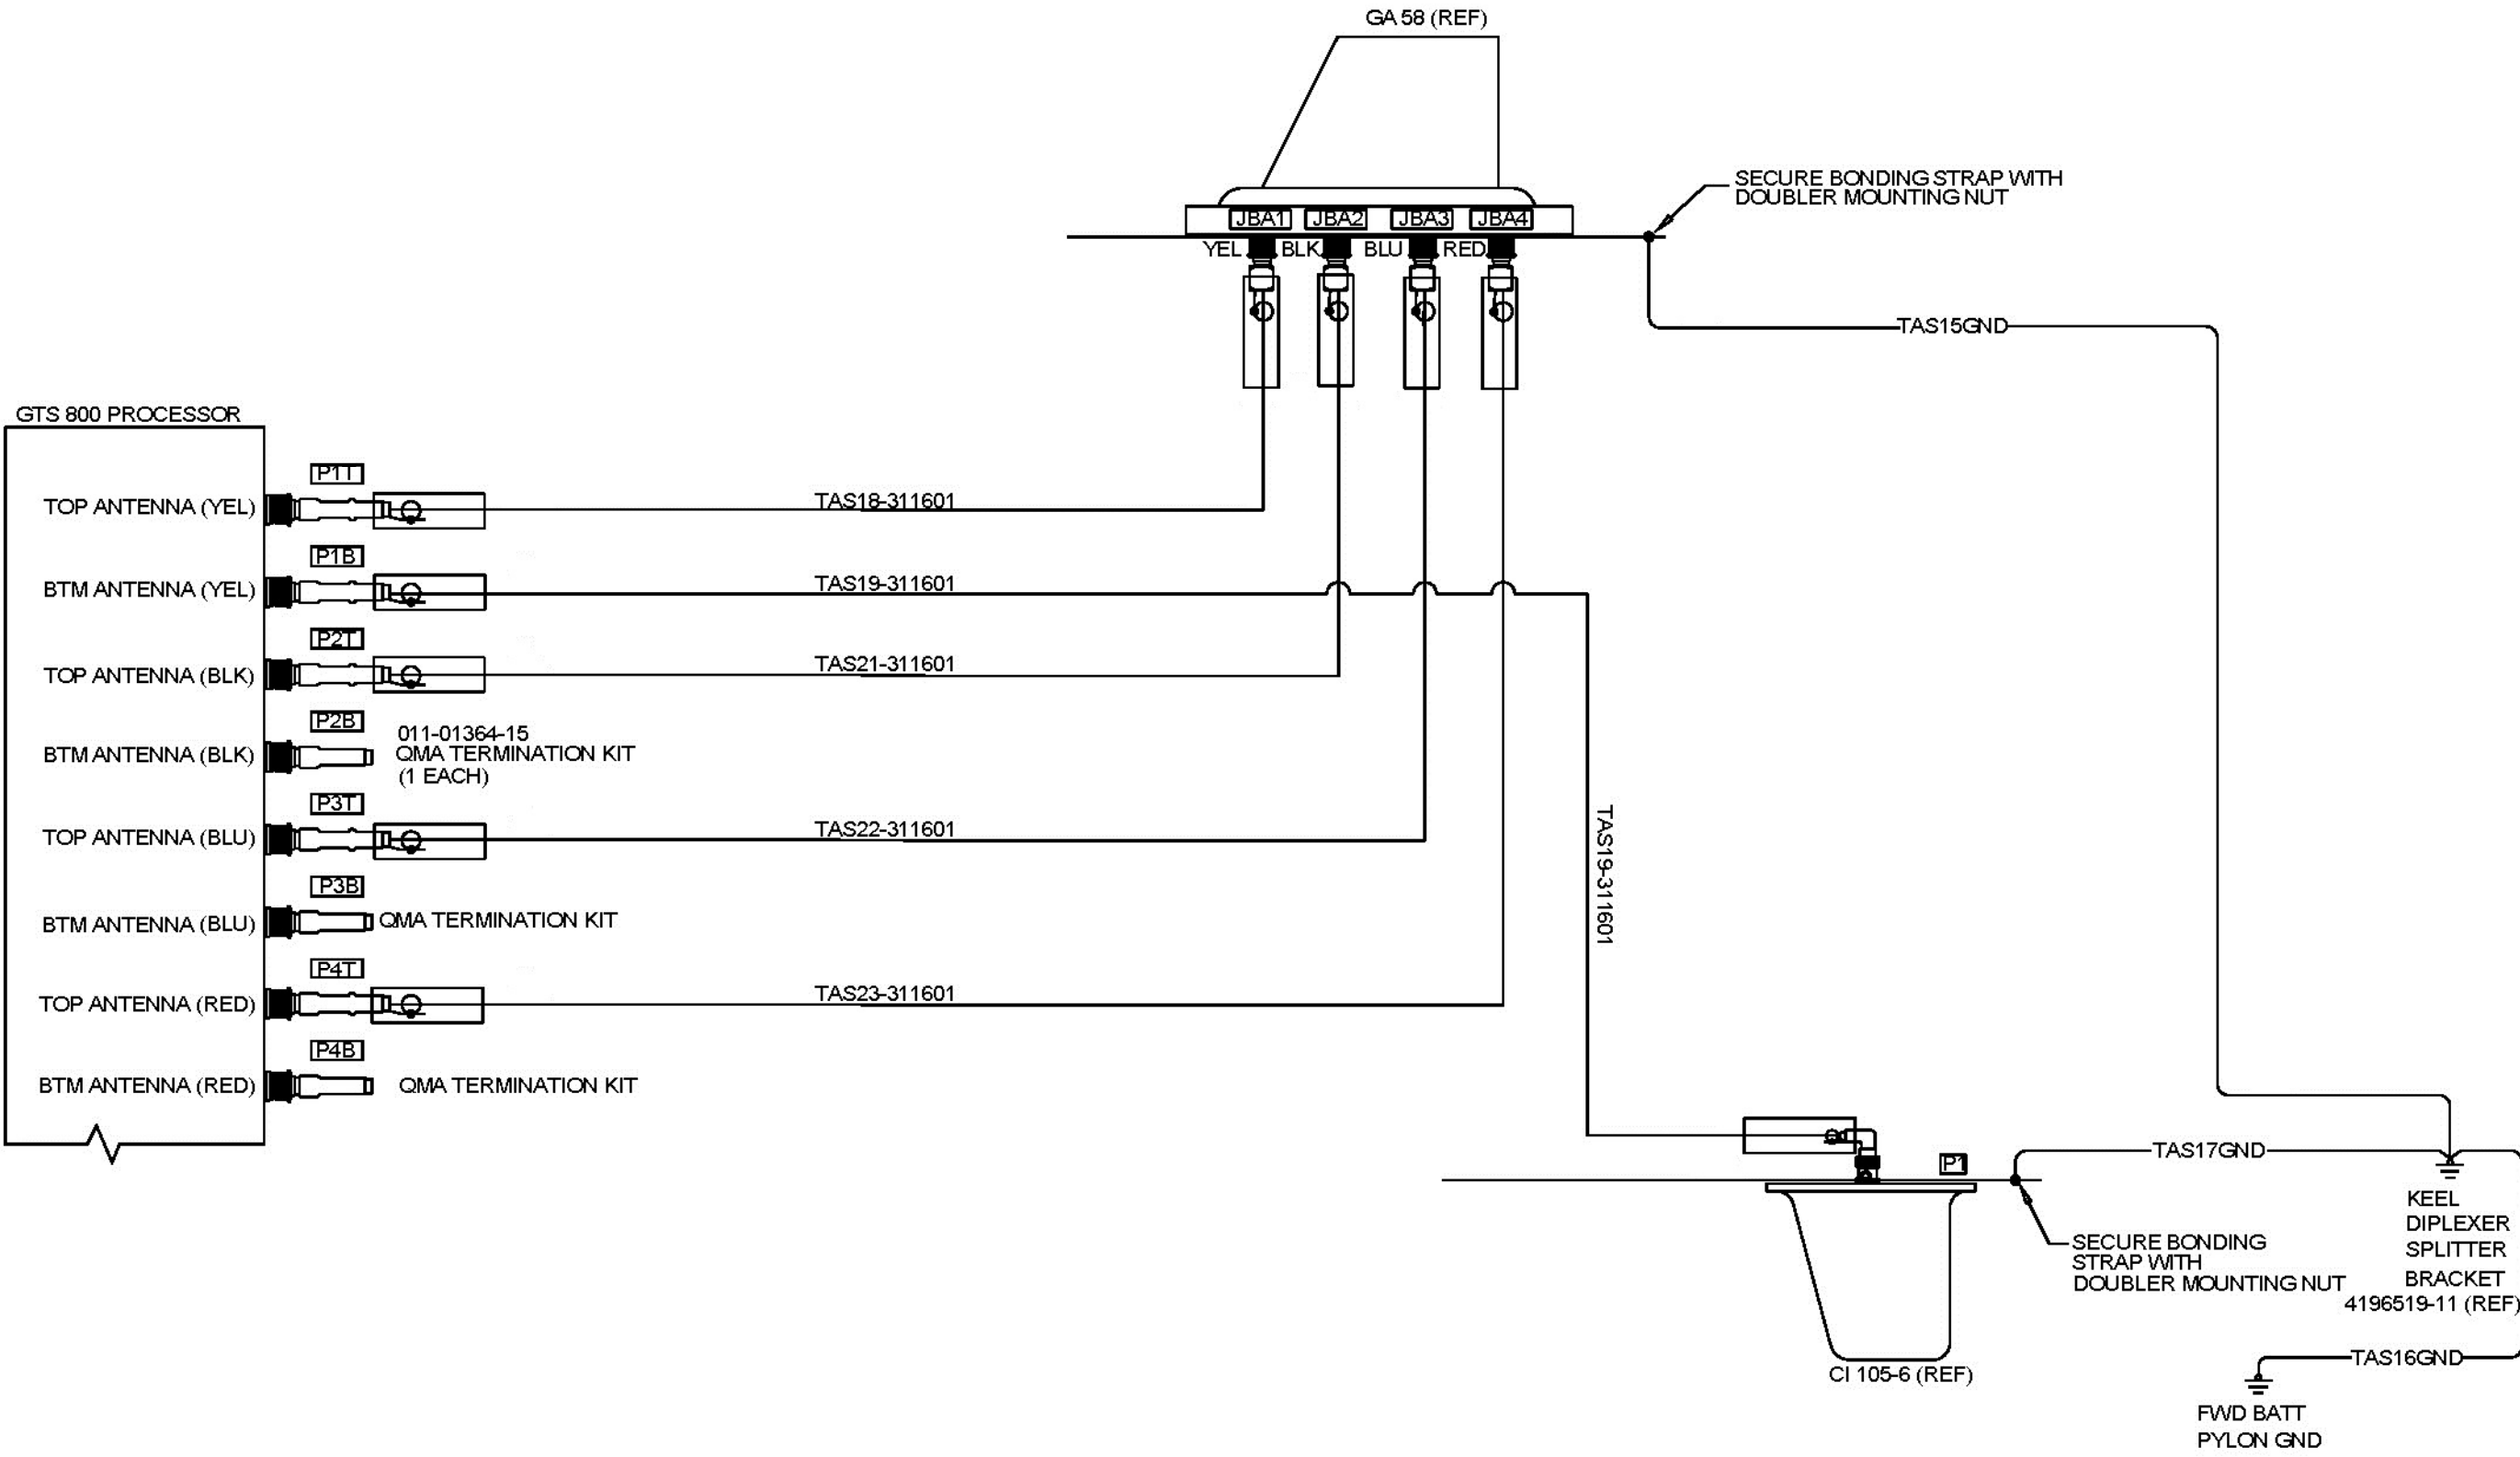 GA 58 (REF)
SECURE BONDING STRAP WITH
DOUBLER MOUNTING NUT
JBA1 JBA2 JBA3 JBA4
YEL BLK BLU RED
TAS15GND
GTS 800 PROCESSOR
P1T
TOP ANTENNA (YEL)
TAS18-311601
P1B
BTM ANTENNA (YEL)
TAS19-311601
P2T
TOP ANTENNA (BLK)
TAS21-311601
P2B
BTM ANTENNA (BLK)
011-01364-15
QMA TERMINATION KIT
(1 EACH)
P3T
TOP ANTENNA (BLU)
TAS22-311601
P3B
BTM ANTENNA (BLU)
QMA TERMINATION KIT
P4T
TOP ANTENNA (RED)
TAS23-311601
P4B
BTM ANTENNA (RED)
QMA TERMINATION KIT
TAS19-311601
P1
TAS17GND
SECURE BONDING
STRAP WITH
DOUBLER MOUNTING NUT
KEEL
DIPLEXER
SPLITTER
BRACKET
4196519-11 (REF)
CI 105-6 (REF)
TAS16GND
FWD BATT
PYLON GND